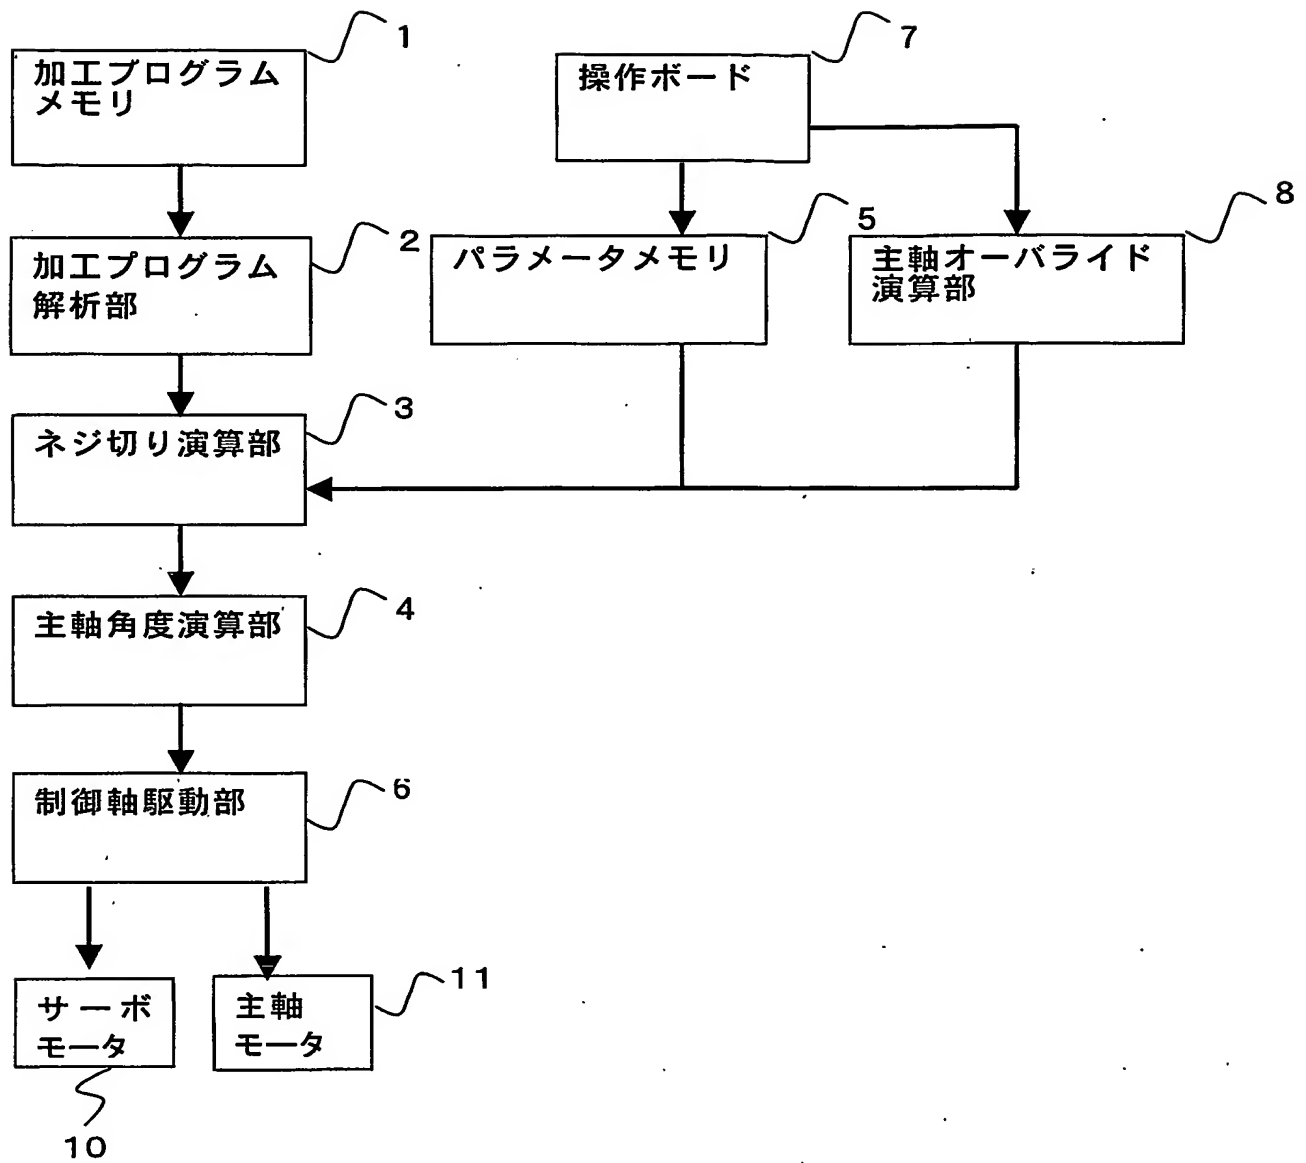 1
加工プログラム
メモリ
7
操作ボード
2
加工プログラム
解析部
5
パラメータメモリ
8
主軸オーバライド
演算部
3
ネジ切り演算部
4
主軸角度演算部
6
制御軸駆動部
サーボ
モータ
10
主軸
モータ
11